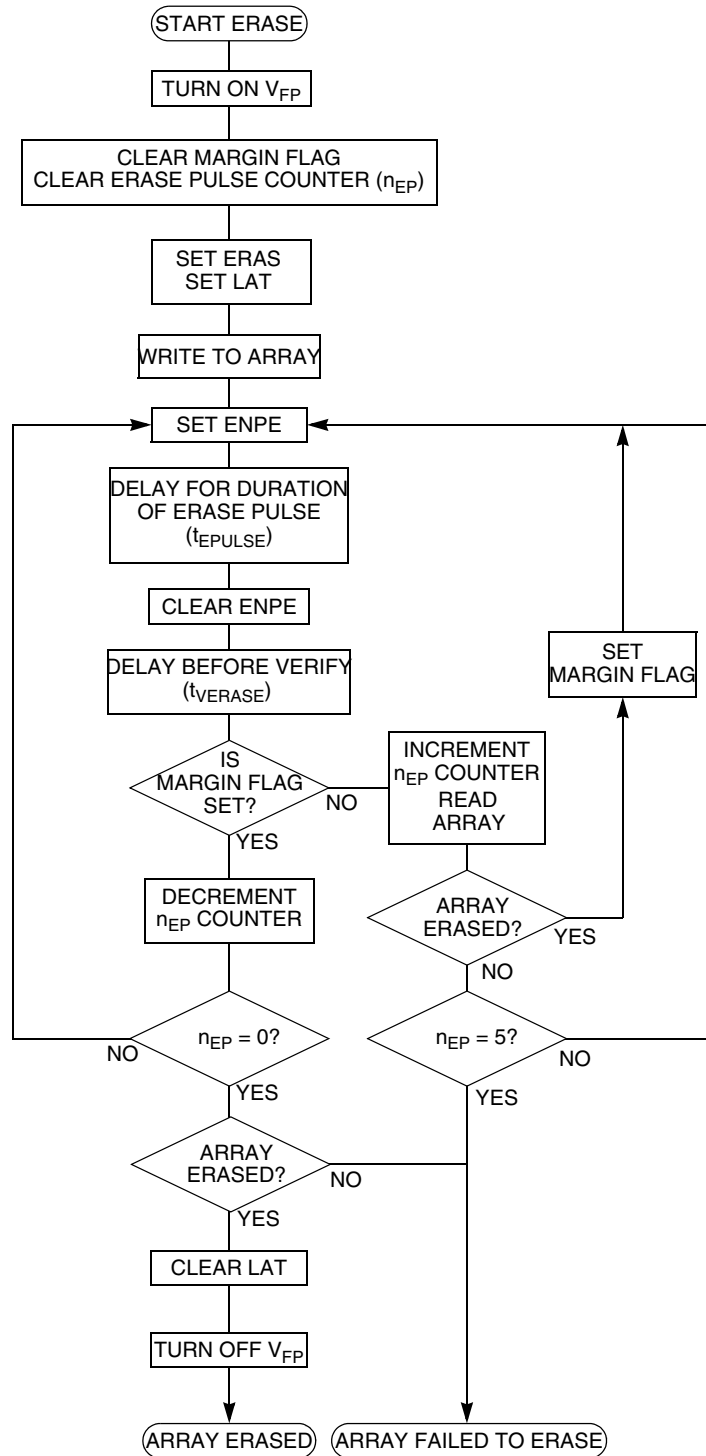 START ERASE
TURN ON VFP
CLEAR MARGIN FLAG
CLEAR ERASE PULSE COUNTER (nEP)
SET ERAS
SET LAT
WRITE TO ARRAY
SET ENPE
DELAY FOR DURATION
OF ERASE PULSE
(tEPULSE)
CLEAR ENPE
DELAY BEFORE VERIFY
(tVERASE)
SET
MARGIN FLAG
IS
MARGIN FLAG
SET?
NO
YES
INCREMENT
nEP COUNTER
READ
ARRAY
DECREMENT
nEP COUNTER
ARRAY
ERASED?
YES
NO
nEP = 0?
NO
YES
nEP = 5?
NO
YES
ARRAY
ERASED?
NO
YES
CLEAR LAT
TURN OFF VFP
ARRAY ERASED
ARRAY FAILED TO ERASE